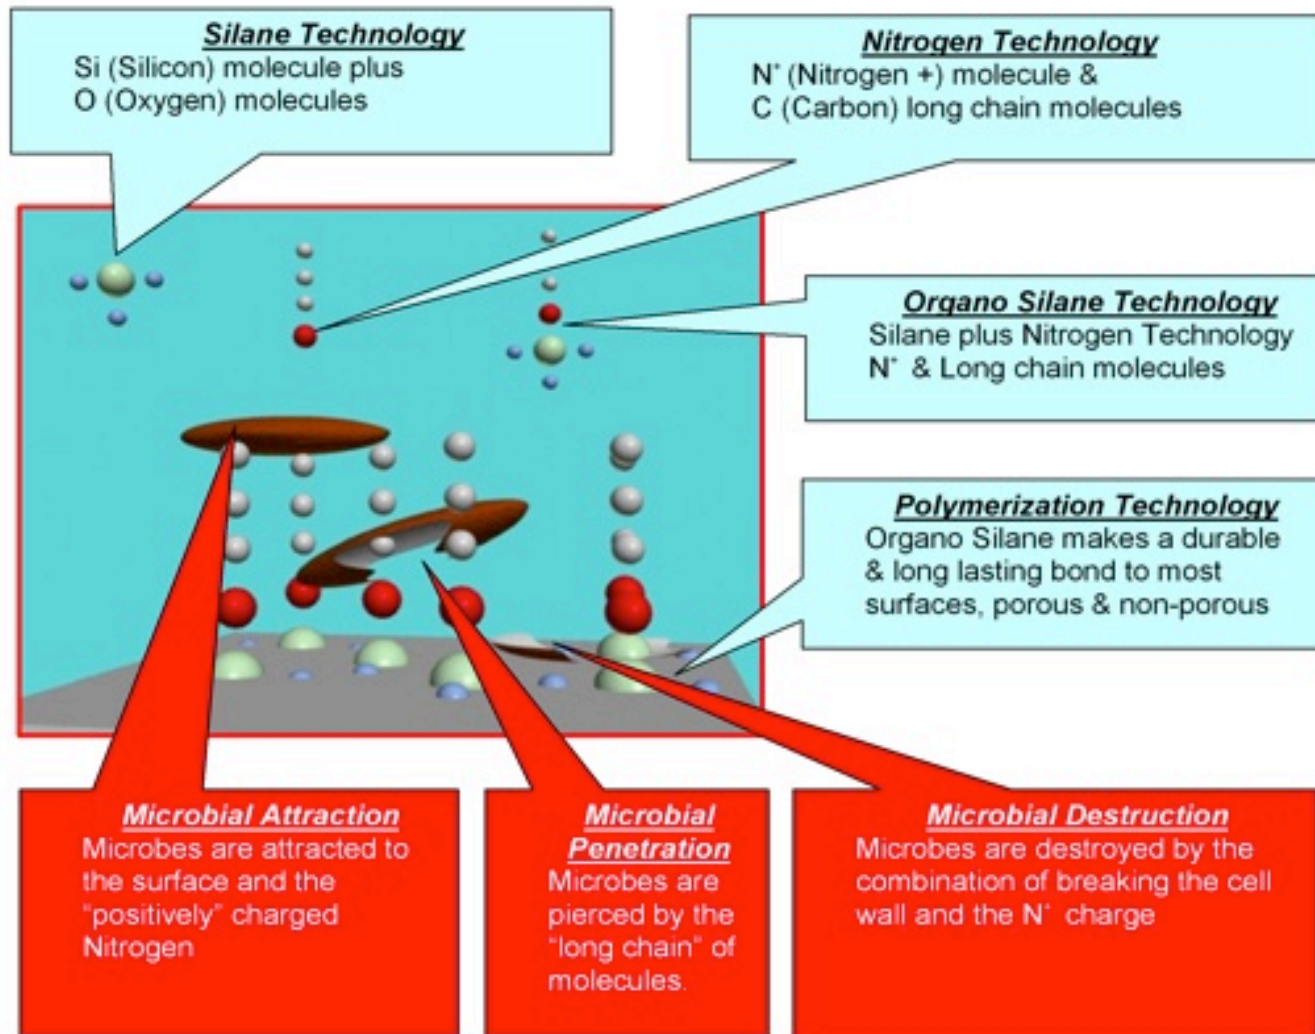 Silane Technology
Si (Silicon) molecule plus
O (Oxygen) molecules
Nitrogen Technology
N⁺ (Nitrogen +) molecule &
C (Carbon) long chain molecules
Organo Silane Technology
Silane plus Nitrogen Technology
N⁺ & Long chain molecules
Polymerization Technology
Organo Silane makes a durable
& long lasting bond to most
surfaces, porous & non-porous
Microbial Attraction
Microbes are attracted to
the surface and the
“positively” charged
Nitrogen
Microbial
Penetration
Microbes are
pierced by the
“long chain” of
molecules.
Microbial Destruction
Microbes are destroyed by the
combination of breaking the cell
wall and the N⁺ charge